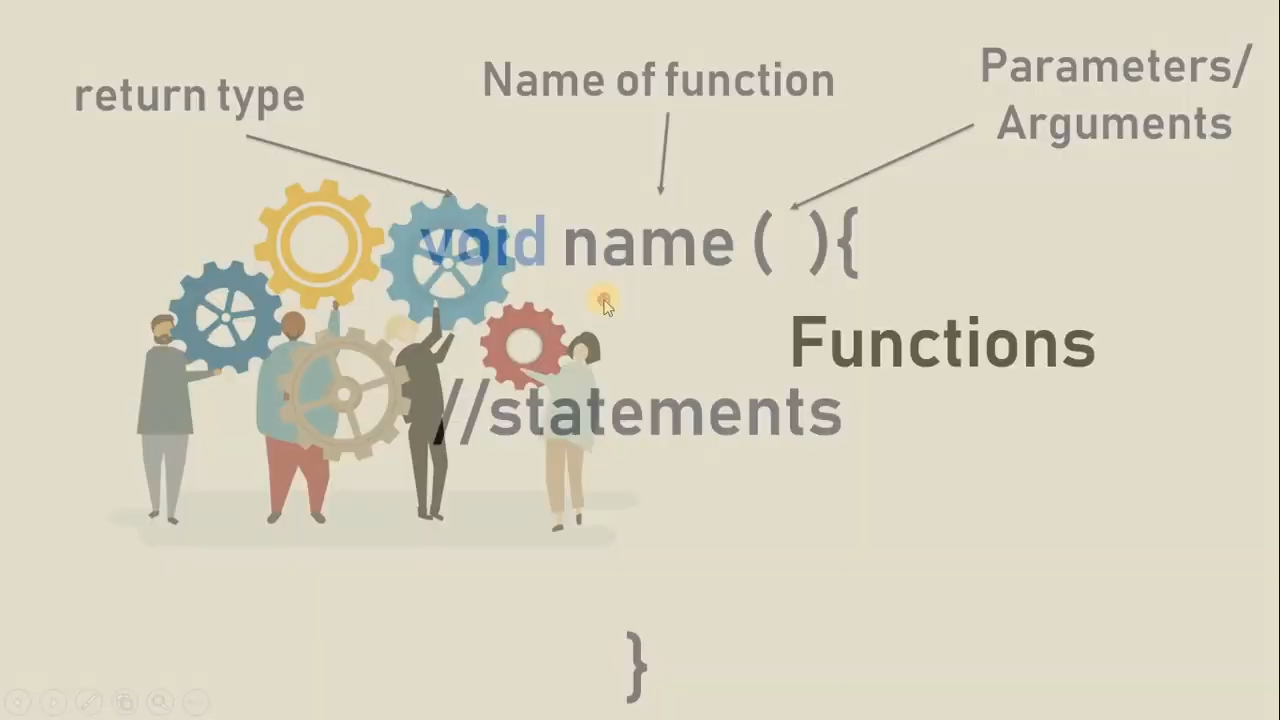 return type
Name of function
Parameters/
Arguments
void name ( ){
Functions
//statements
}